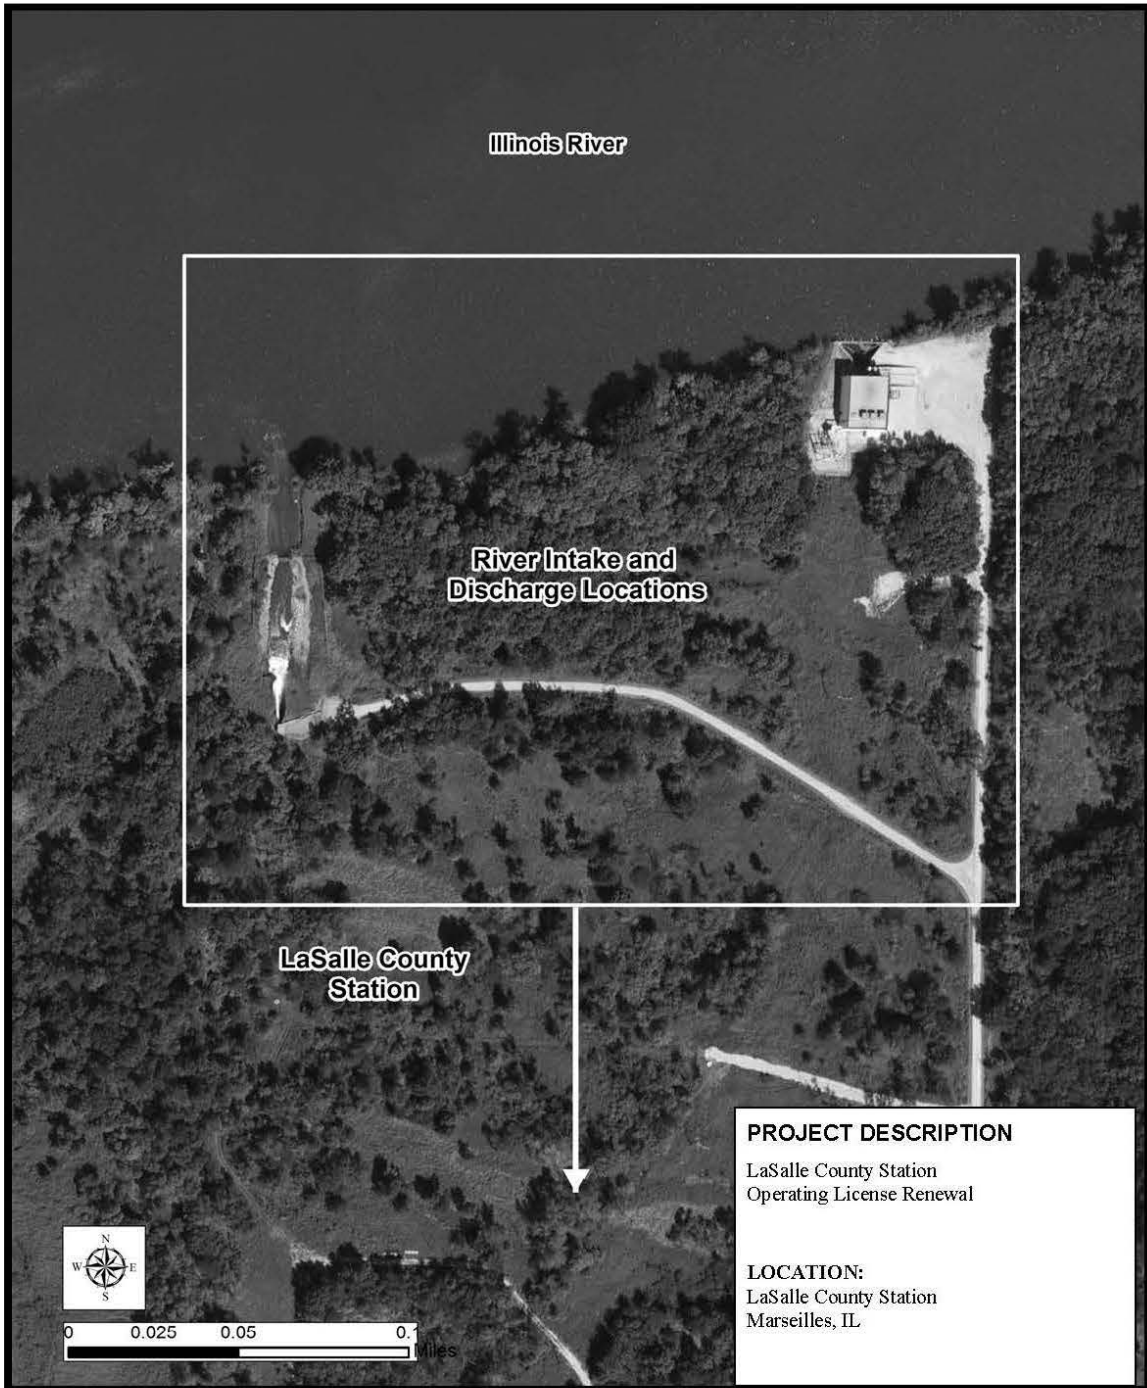 Illinois River
River Intake and
Discharge Locations
LaSalle County
Station
PROJECT DESCRIPTION
LaSalle County Station
Operating License Renewal
LOCATION:
LaSalle County Station
Marseilles, IL
N
W E
S
0 0.025 0.05 0.1
Miles